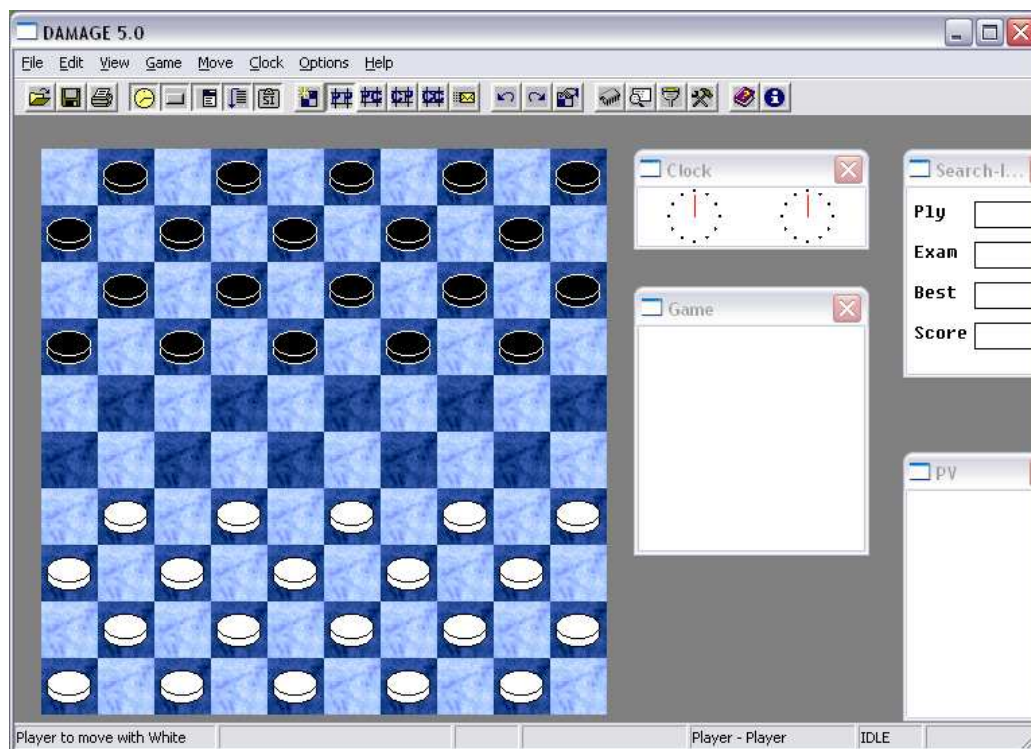 DAMAGE 5.0
File Edit View Game Move Clock Options Help
SI
Clock
Search-I...
Ply
Exam
Best
Score
Game
PV
Player to move with White
Player - Player
IDLE